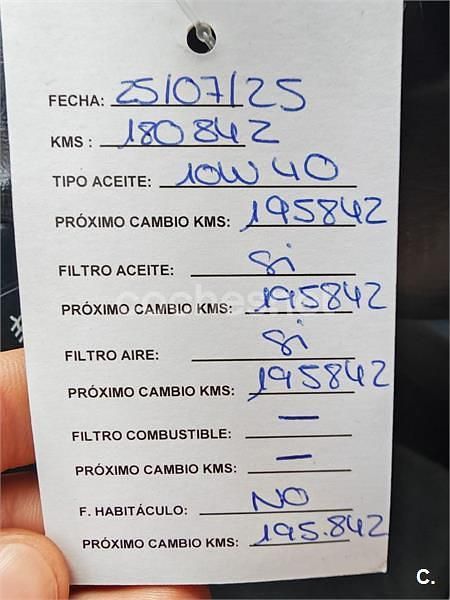 FECHA: 25/07/25
KMS : 180842
TIPO ACEITE: 10W40
PRÓXIMO CAMBIO KMS: 195842
FILTRO ACEITE: Si
PRÓXIMO CAMBIO KMS: 195842
FILTRO AIRE: Si
PRÓXIMO CAMBIO KMS: 195842
FILTRO COMBUSTIBLE: —
PRÓXIMO CAMBIO KMS: —
F. HABITÁCULO: NO
PRÓXIMO CAMBIO KMS: 195.842
C.